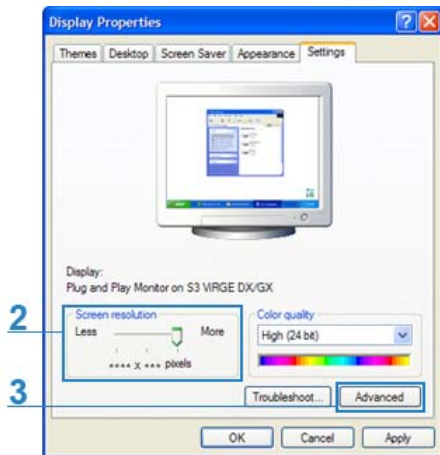 Display Properties
Themes Desktop Screen Saver Appearance Settings
Display:
Plug and Play Monitor on S3 VIRGE DX/GX
2
Screen resolution
Less More
**** x *** pixels
Color quality
High (24 bit)
3
Troubleshoot... Advanced
OK Cancel Apply